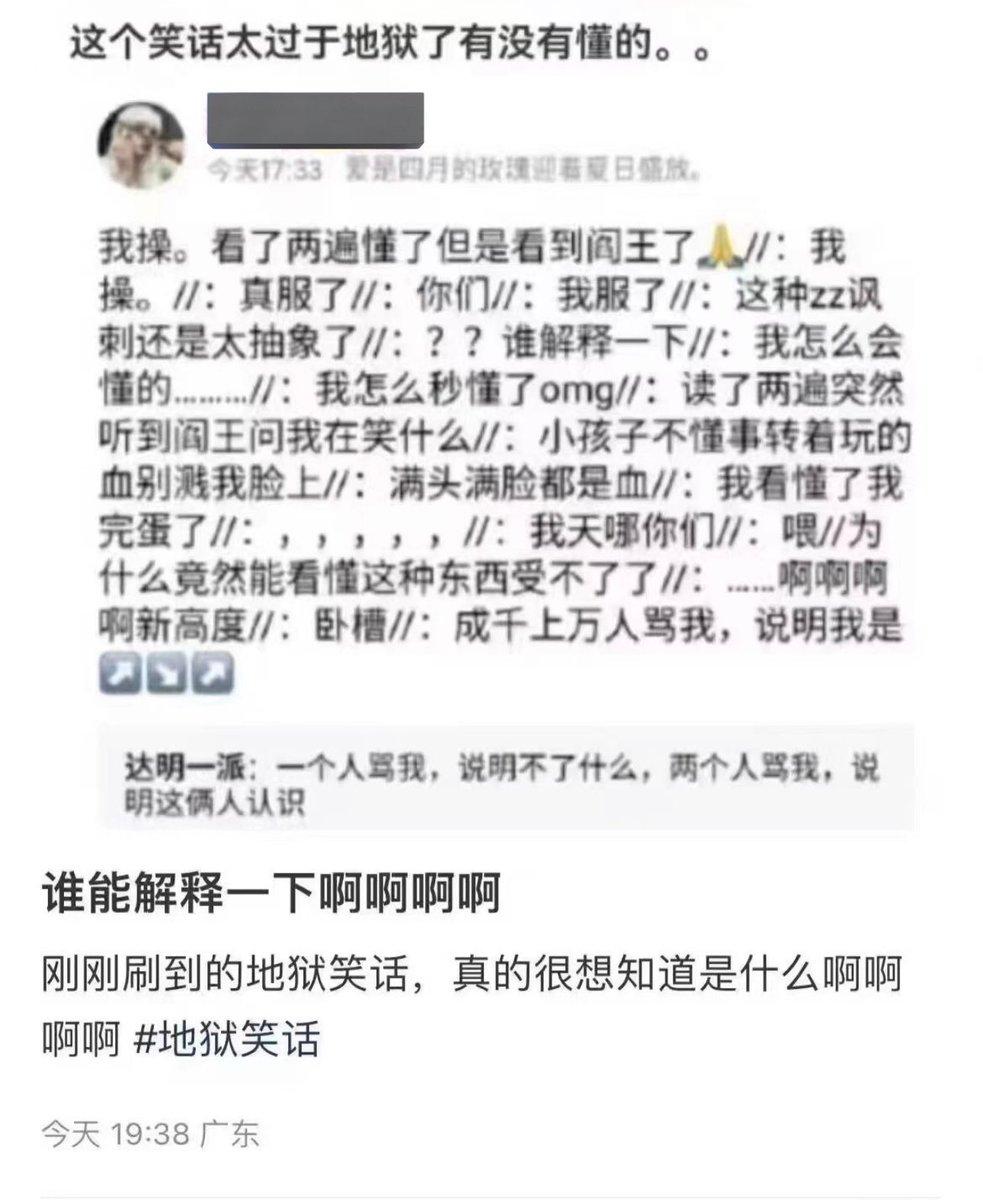 这个笑话太过于地狱了有没有懂的。。
今天17:33 爱是四月的玫瑰迎着夏日盛放。
我操。看了两遍懂了但是看到阎王了🙏//：我
操。//：真服了//：你们//：我服了//：这种zz讽
刺还是太抽象了//：？？谁解释一下//：我怎么会
懂的………//：我怎么秒懂了omg//：读了两遍突然
听到阎王问我在笑什么//：小孩子不懂事转着玩的
血别溅我脸上//：满头满脸都是血//：我看懂了我
完蛋了//：，，，，，//：我天哪你们//：喂//为
什么竟然能看懂这种东西受不了了//：……啊啊啊
啊新高度//：卧槽//：成千上万人骂我，说明我是
↗️↘️↗️
达明一派：一个人骂我，说明不了什么，两个人骂我，说
明这俩人认识
谁能解释一下啊啊啊啊
刚刚刷到的地狱笑话，真的很想知道是什么啊啊
啊啊 #地狱笑话
今天 19:38 广东